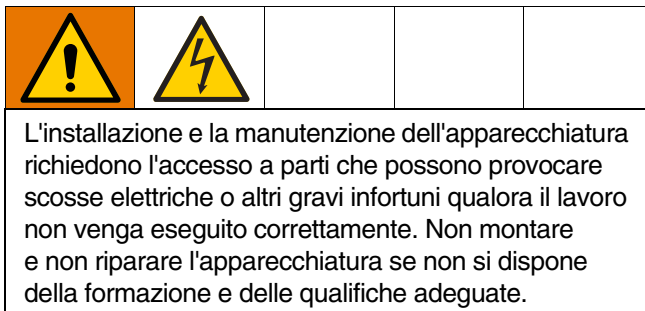 L'installazione e la manutenzione dell'apparecchiatura
richiedono l'accesso a parti che possono provocare
scosse elettriche o altri gravi infortuni qualora il lavoro
non venga eseguito correttamente. Non montare
e non riparare l'apparecchiatura se non si dispone
della formazione e delle qualifiche adeguate.